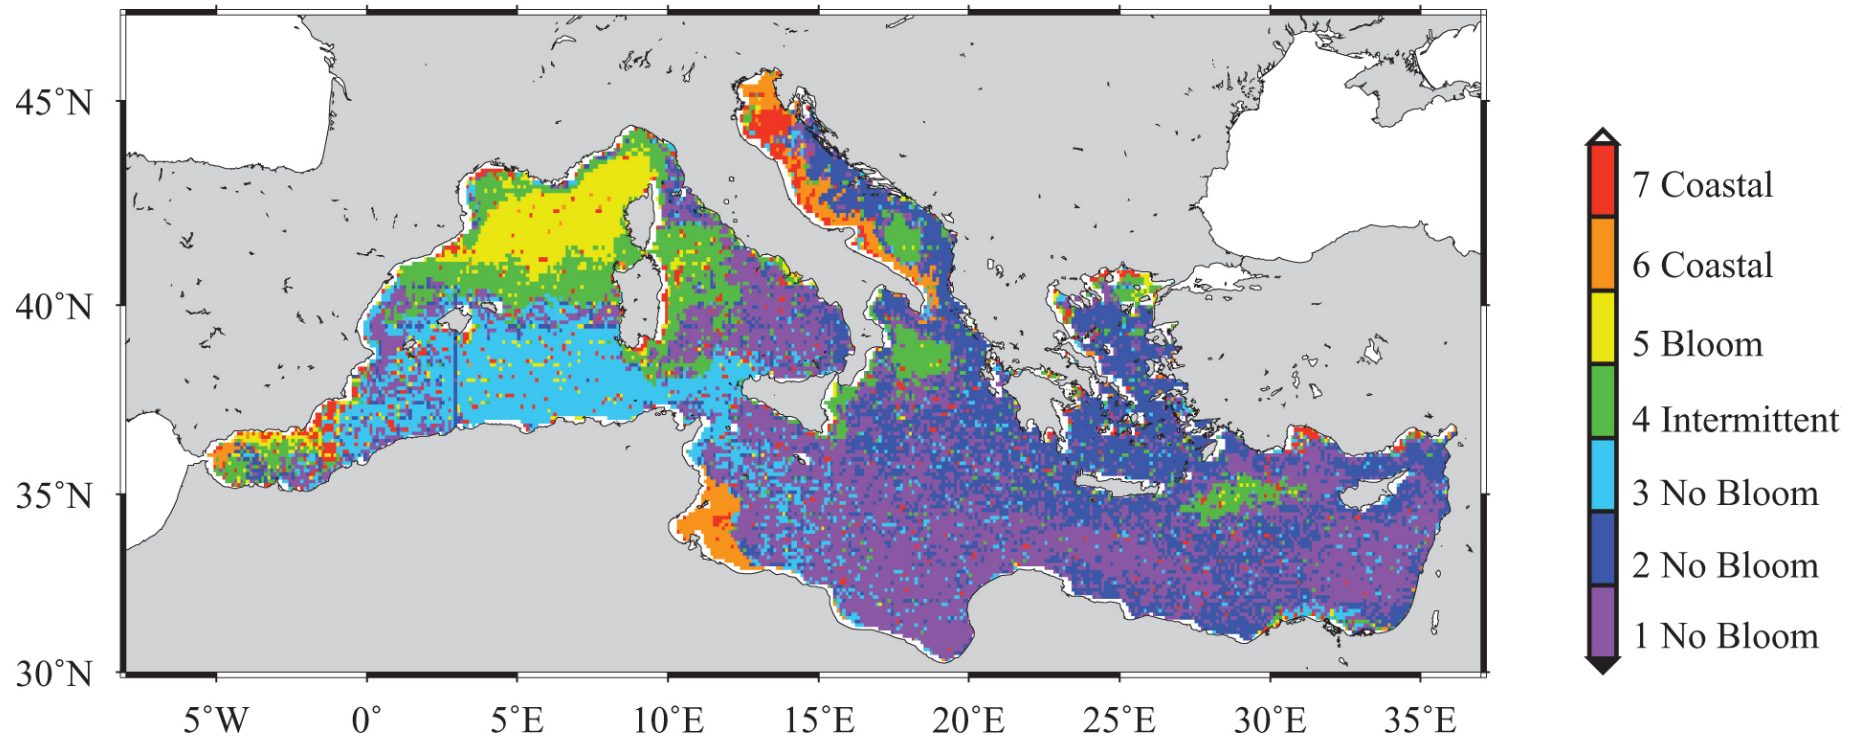 45°N
40°N
35°N
30°N
5°W
0°
5°E
10°E
15°E
20°E
25°E
30°E
35°E
7 Coastal
6 Coastal
5 Bloom
4 Intermittent
3 No Bloom
2 No Bloom
1 No Bloom